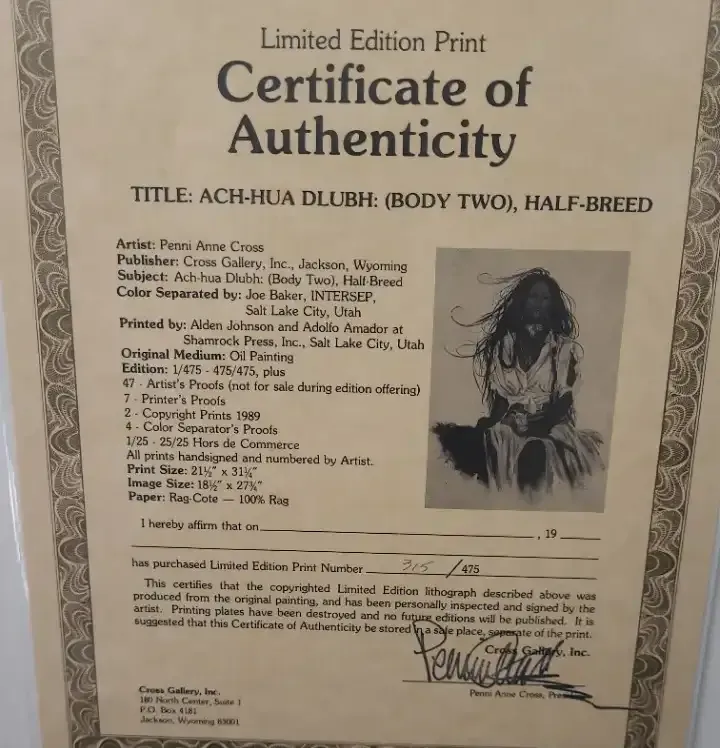 Limited Edition Print
Certificate of
Authenticity
TITLE: ACH-HUA DLUBH: (BODY TWO), HALF-BREED
Artist: Penni Anne Cross
Publisher: Cross Gallery, Inc., Jackson, Wyoming
Subject: Ach-hua Dlubh: (Body Two), Half-Breed
Color Separated by: Joe Baker, INTERSEP,
Salt Lake City, Utah
Printed by: Alden Johnson and Adolfo Amador at
Shamrock Press, Inc., Salt Lake City, Utah
Original Medium: Oil Painting
Edition: 1/475 - 475/475, plus
47 - Artist's Proofs (not for sale during edition offering)
7 - Printer's Proofs
2 - Copyright Prints 1989
4 - Color Separator's Proofs
1/25 - 25/25 Hors de Commerce
All prints handsigned and numbered by Artist.
Print Size: 21½" x 31¼"
Image Size: 18½" x 27¾"
Paper: Rag-Cote — 100% Rag
I hereby affirm that on , 19
has purchased Limited Edition Print Number 315 / 475
This certifies that the copyrighted Limited Edition lithograph described above was
produced from the original painting, and has been personally inspected and signed by the
artist. Printing plates have been destroyed and no future editions will be published. It is
suggested that this Certificate of Authenticity be stored in a safe place, separate of the print.
Cross Gallery, Inc.
Penni Anne Cross,
Cross Gallery, Inc.
180 North Center, Suite 1
P.O. Box 4181
Jackson, Wyoming 83001